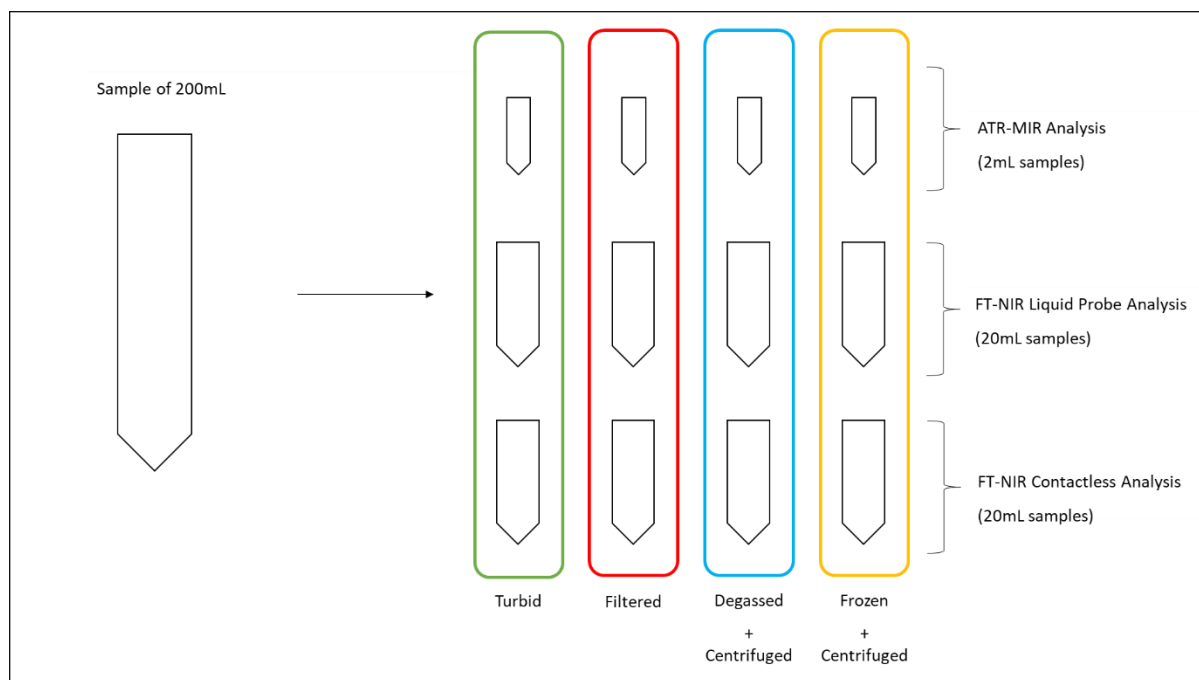 Sample of 200mL
ATR-MIR Analysis
(2mL samples)
FT-NIR Liquid Probe Analysis
(20mL samples)
FT-NIR Contactless Analysis
(20mL samples)
Turbid
Filtered
Degassed
+
Centrifuged
Frozen
+
Centrifuged